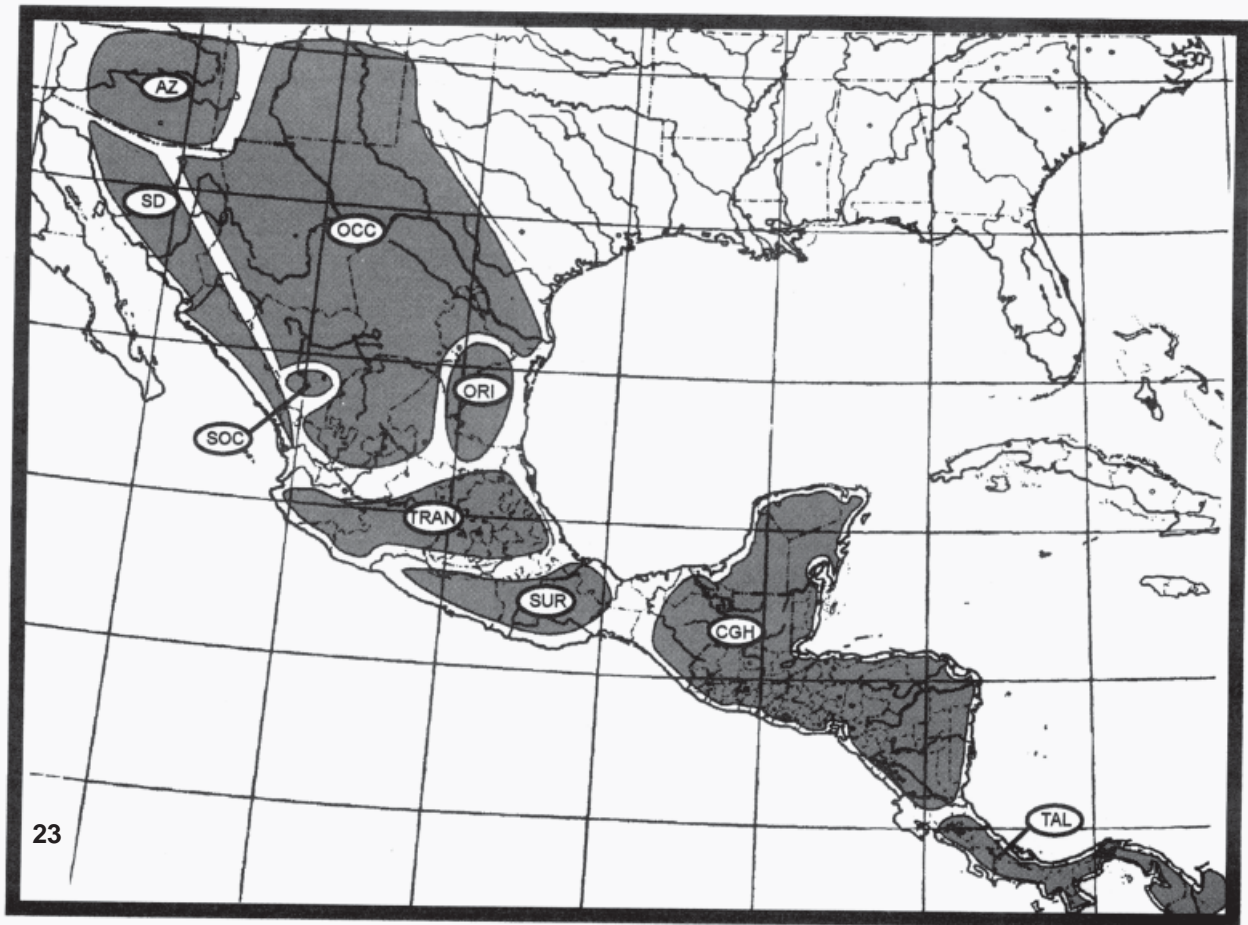 AZ
SD
OCC
ORI
SOC
TRAN
SUR
CGH
TAL
23